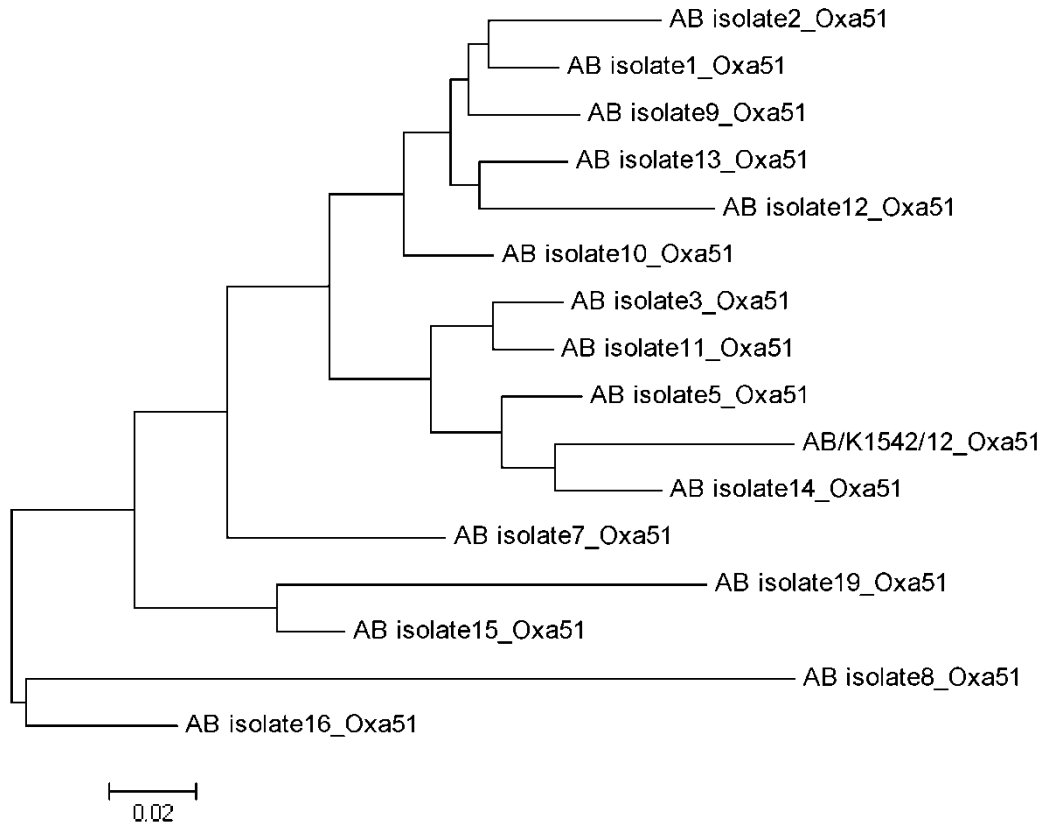 AB isolate2_Oxa51
AB isolate1_Oxa51
AB isolate9_Oxa51
AB isolate13_Oxa51
AB isolate12_Oxa51
AB isolate10_Oxa51
AB isolate3_Oxa51
AB isolate11_Oxa51
AB isolate5_Oxa51
AB/K1542/12_Oxa51
AB isolate14_Oxa51
AB isolate7_Oxa51
AB isolate19_Oxa51
AB isolate15_Oxa51
AB isolate8_Oxa51
AB isolate16_Oxa51
0.02